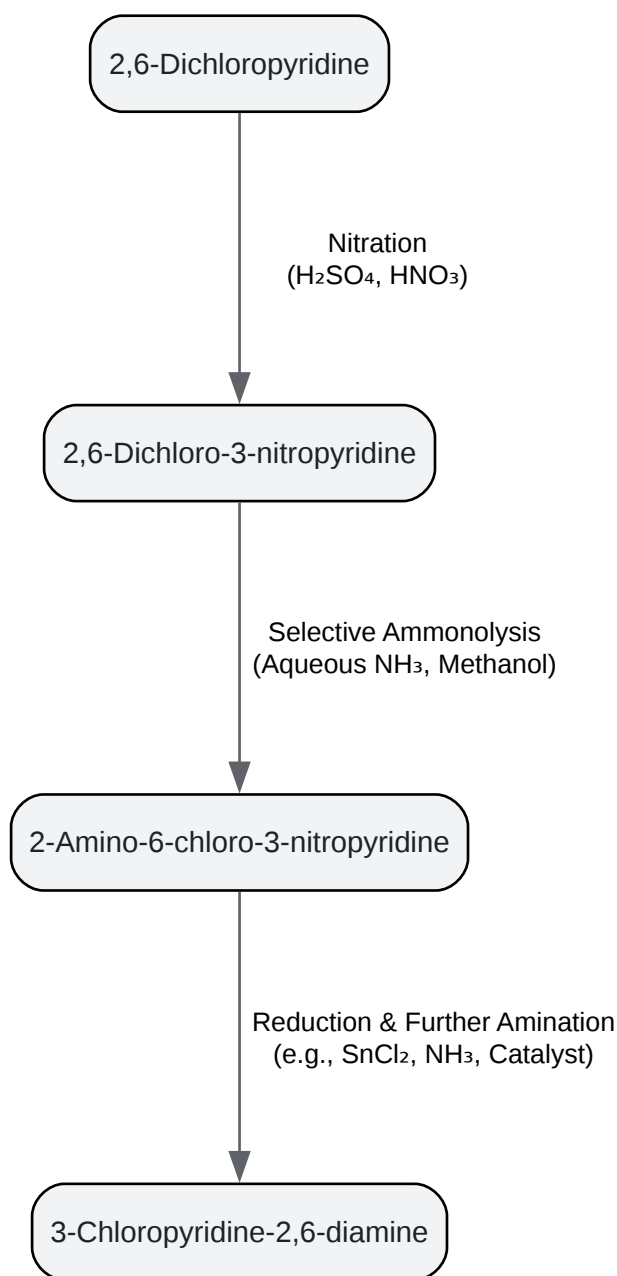 2,6-Dichloropyridine
Nitration
(H₂SO₄, HNO₃)
2,6-Dichloro-3-nitropyridine
Selective Ammonolysis
(Aqueous NH₃, Methanol)
2-Amino-6-chloro-3-nitropyridine
Reduction & Further Amination
(e.g., SnCl₂, NH₃, Catalyst)
3-Chloropyridine-2,6-diamine